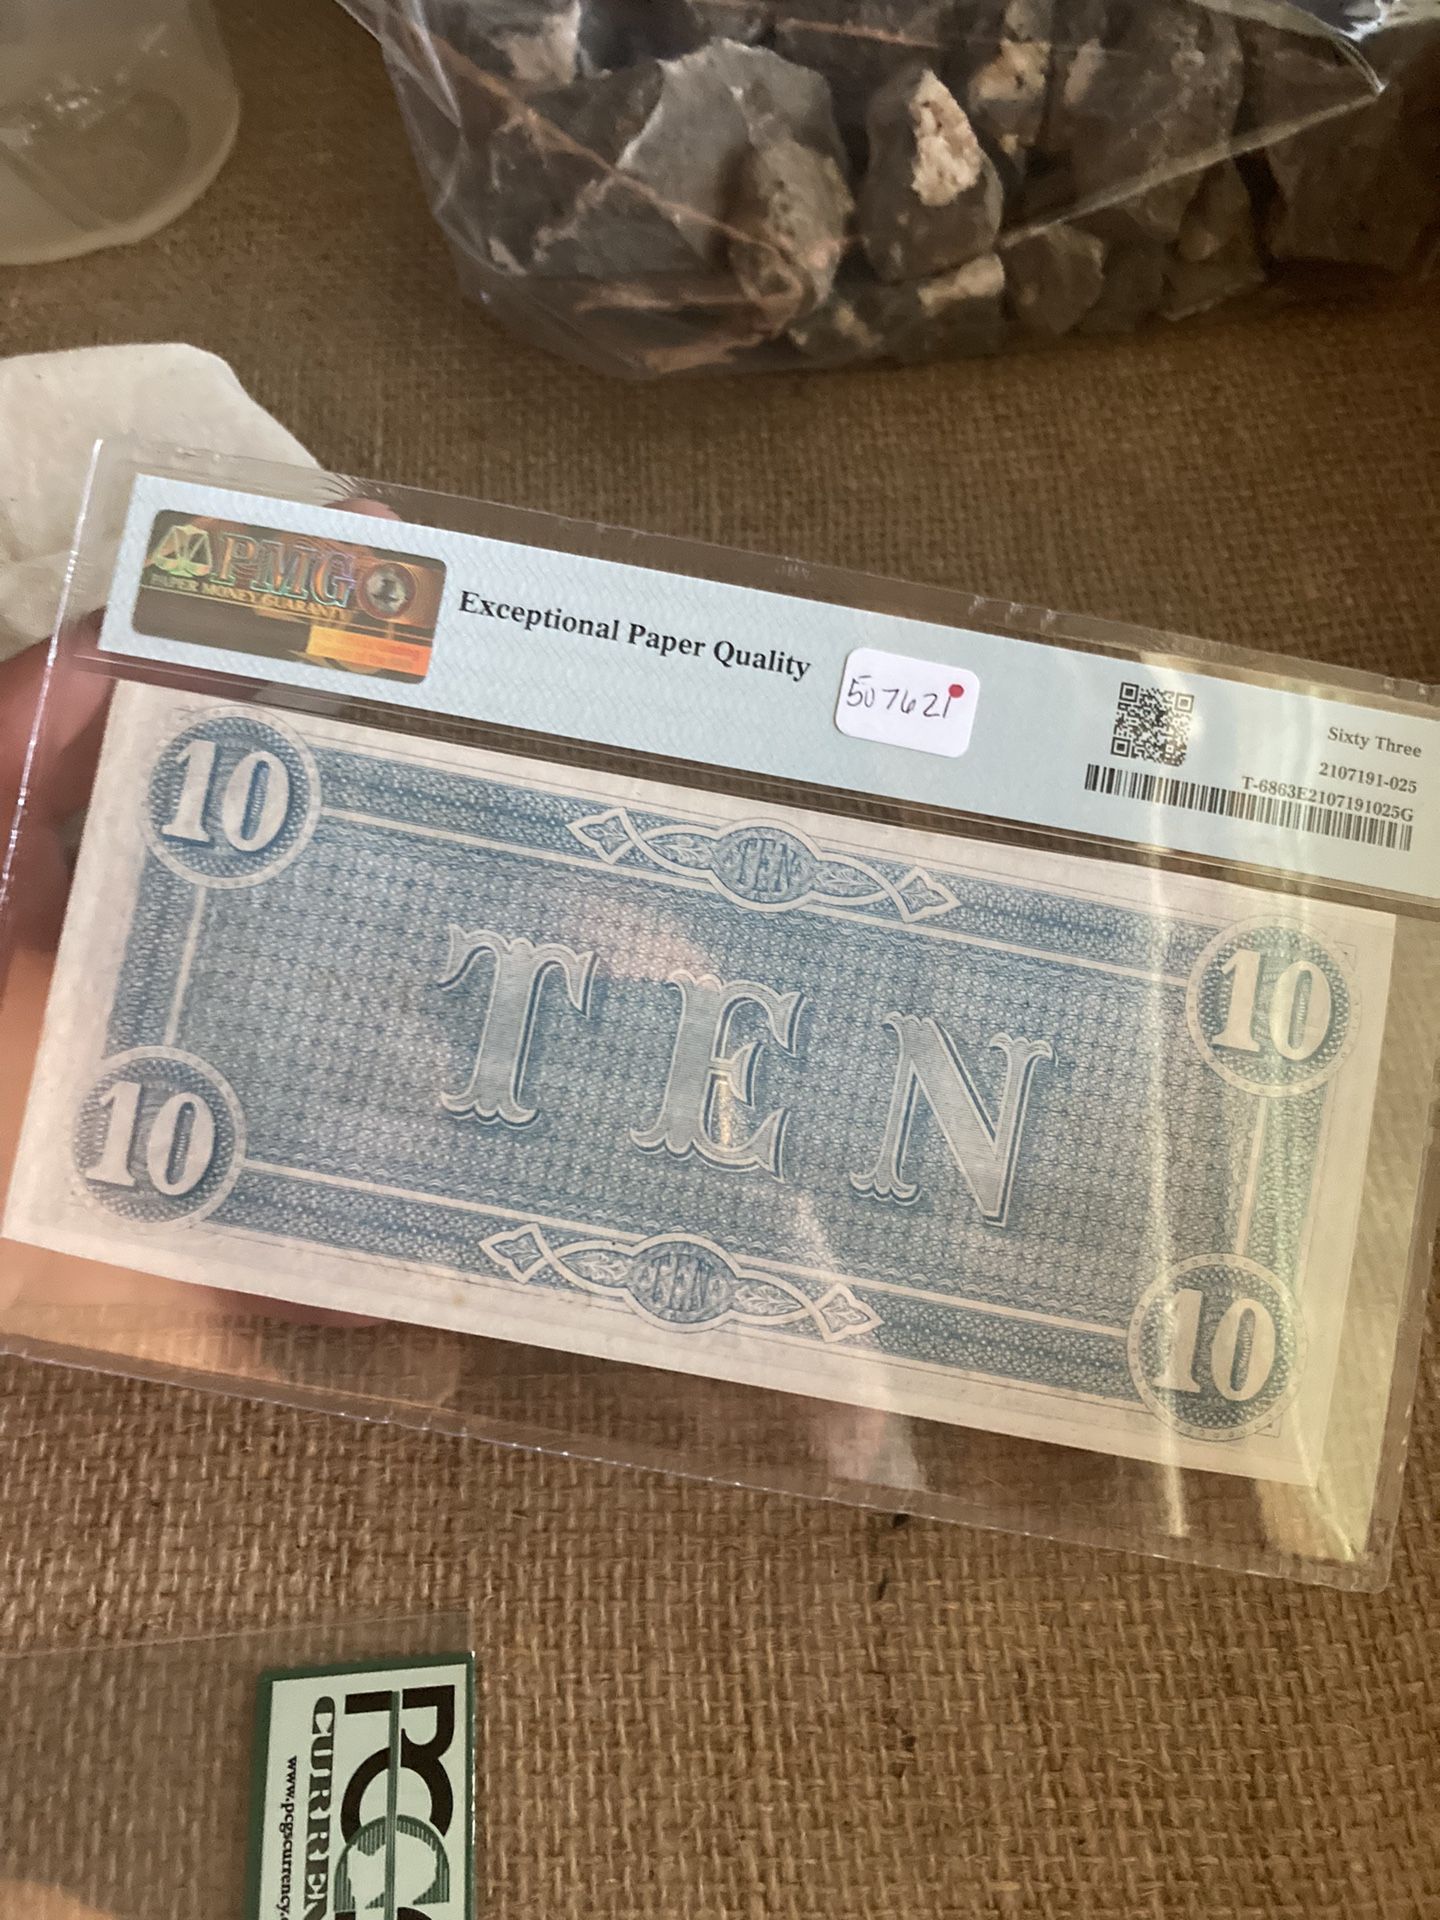 PMG
PAPER MONEY GUARANTY
Exceptional Paper Quality
507621
Sixty Three
2107191-025
T-6863E2107191025G
10
TEN
10
TEN
10
TEN
10
PCG
CURREN
www.pcgscurrency.